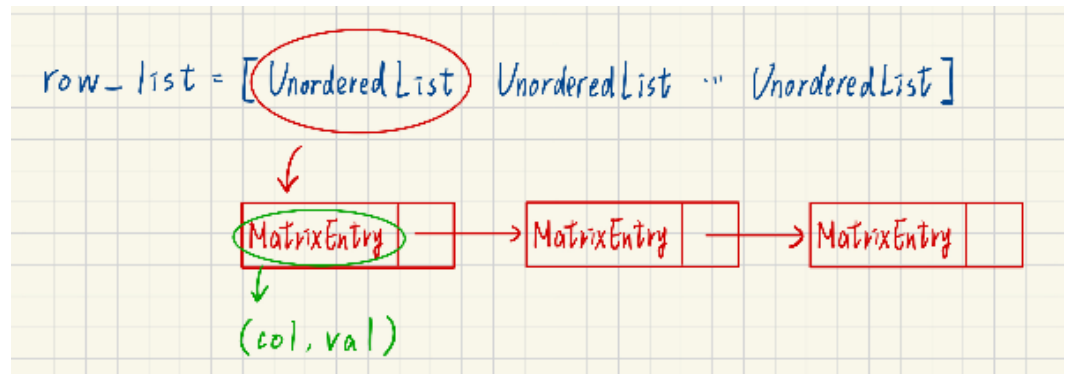 row_list = [UnorderedList UnorderedList ... UnorderedList]
MatrixEntry MatrixEntry MatrixEntry
(col, val)